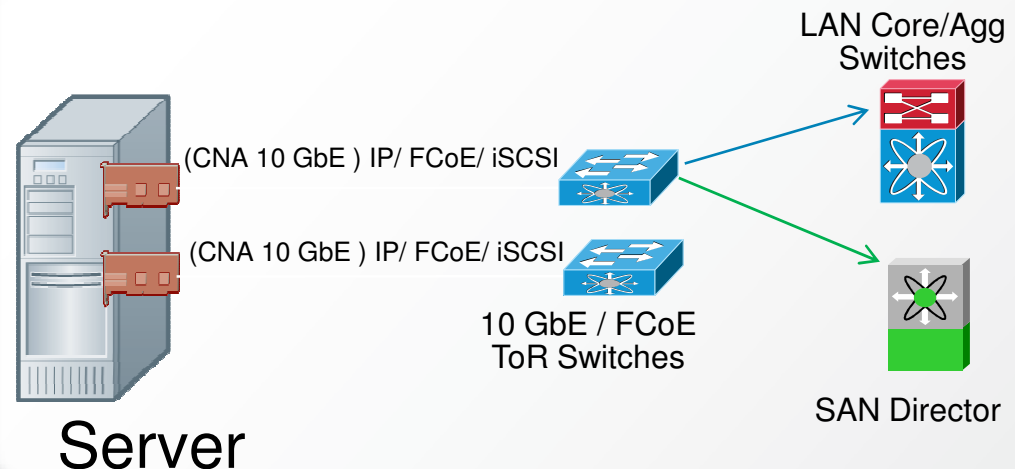 LAN Core/Agg
Switches
(CNA 10 GbE ) IP/ FCoE/ iSCSI
(CNA 10 GbE ) IP/ FCoE/ iSCSI
10 GbE / FCoE
ToR Switches
SAN Director
Server